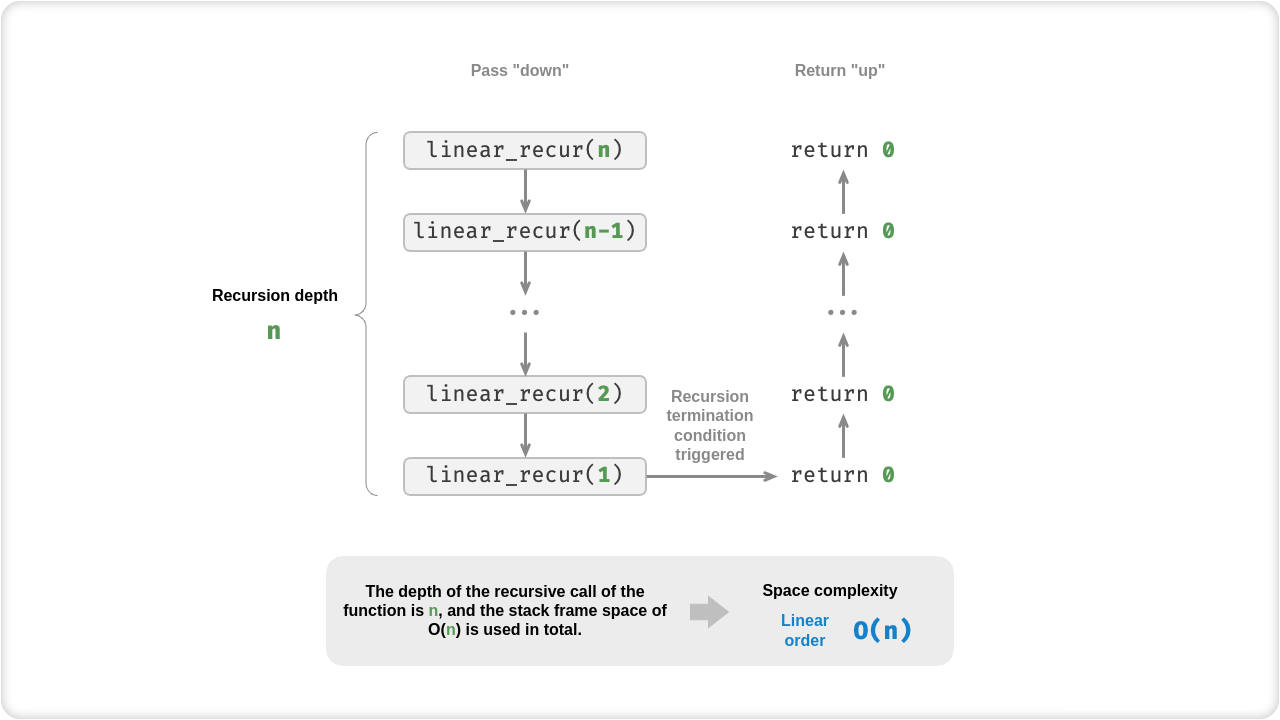 Pass "down"
Return "up"
linear_recur(n)
return 0
linear_recur(n-1)
return 0
Recursion depth
n
...
...
linear_recur(2)
return 0
Recursion
termination
condition
triggered
linear_recur(1)
return 0
The depth of the recursive call of the
function is n, and the stack frame space of
O(n) is used in total.
Space complexity
Linear
order
O(n)